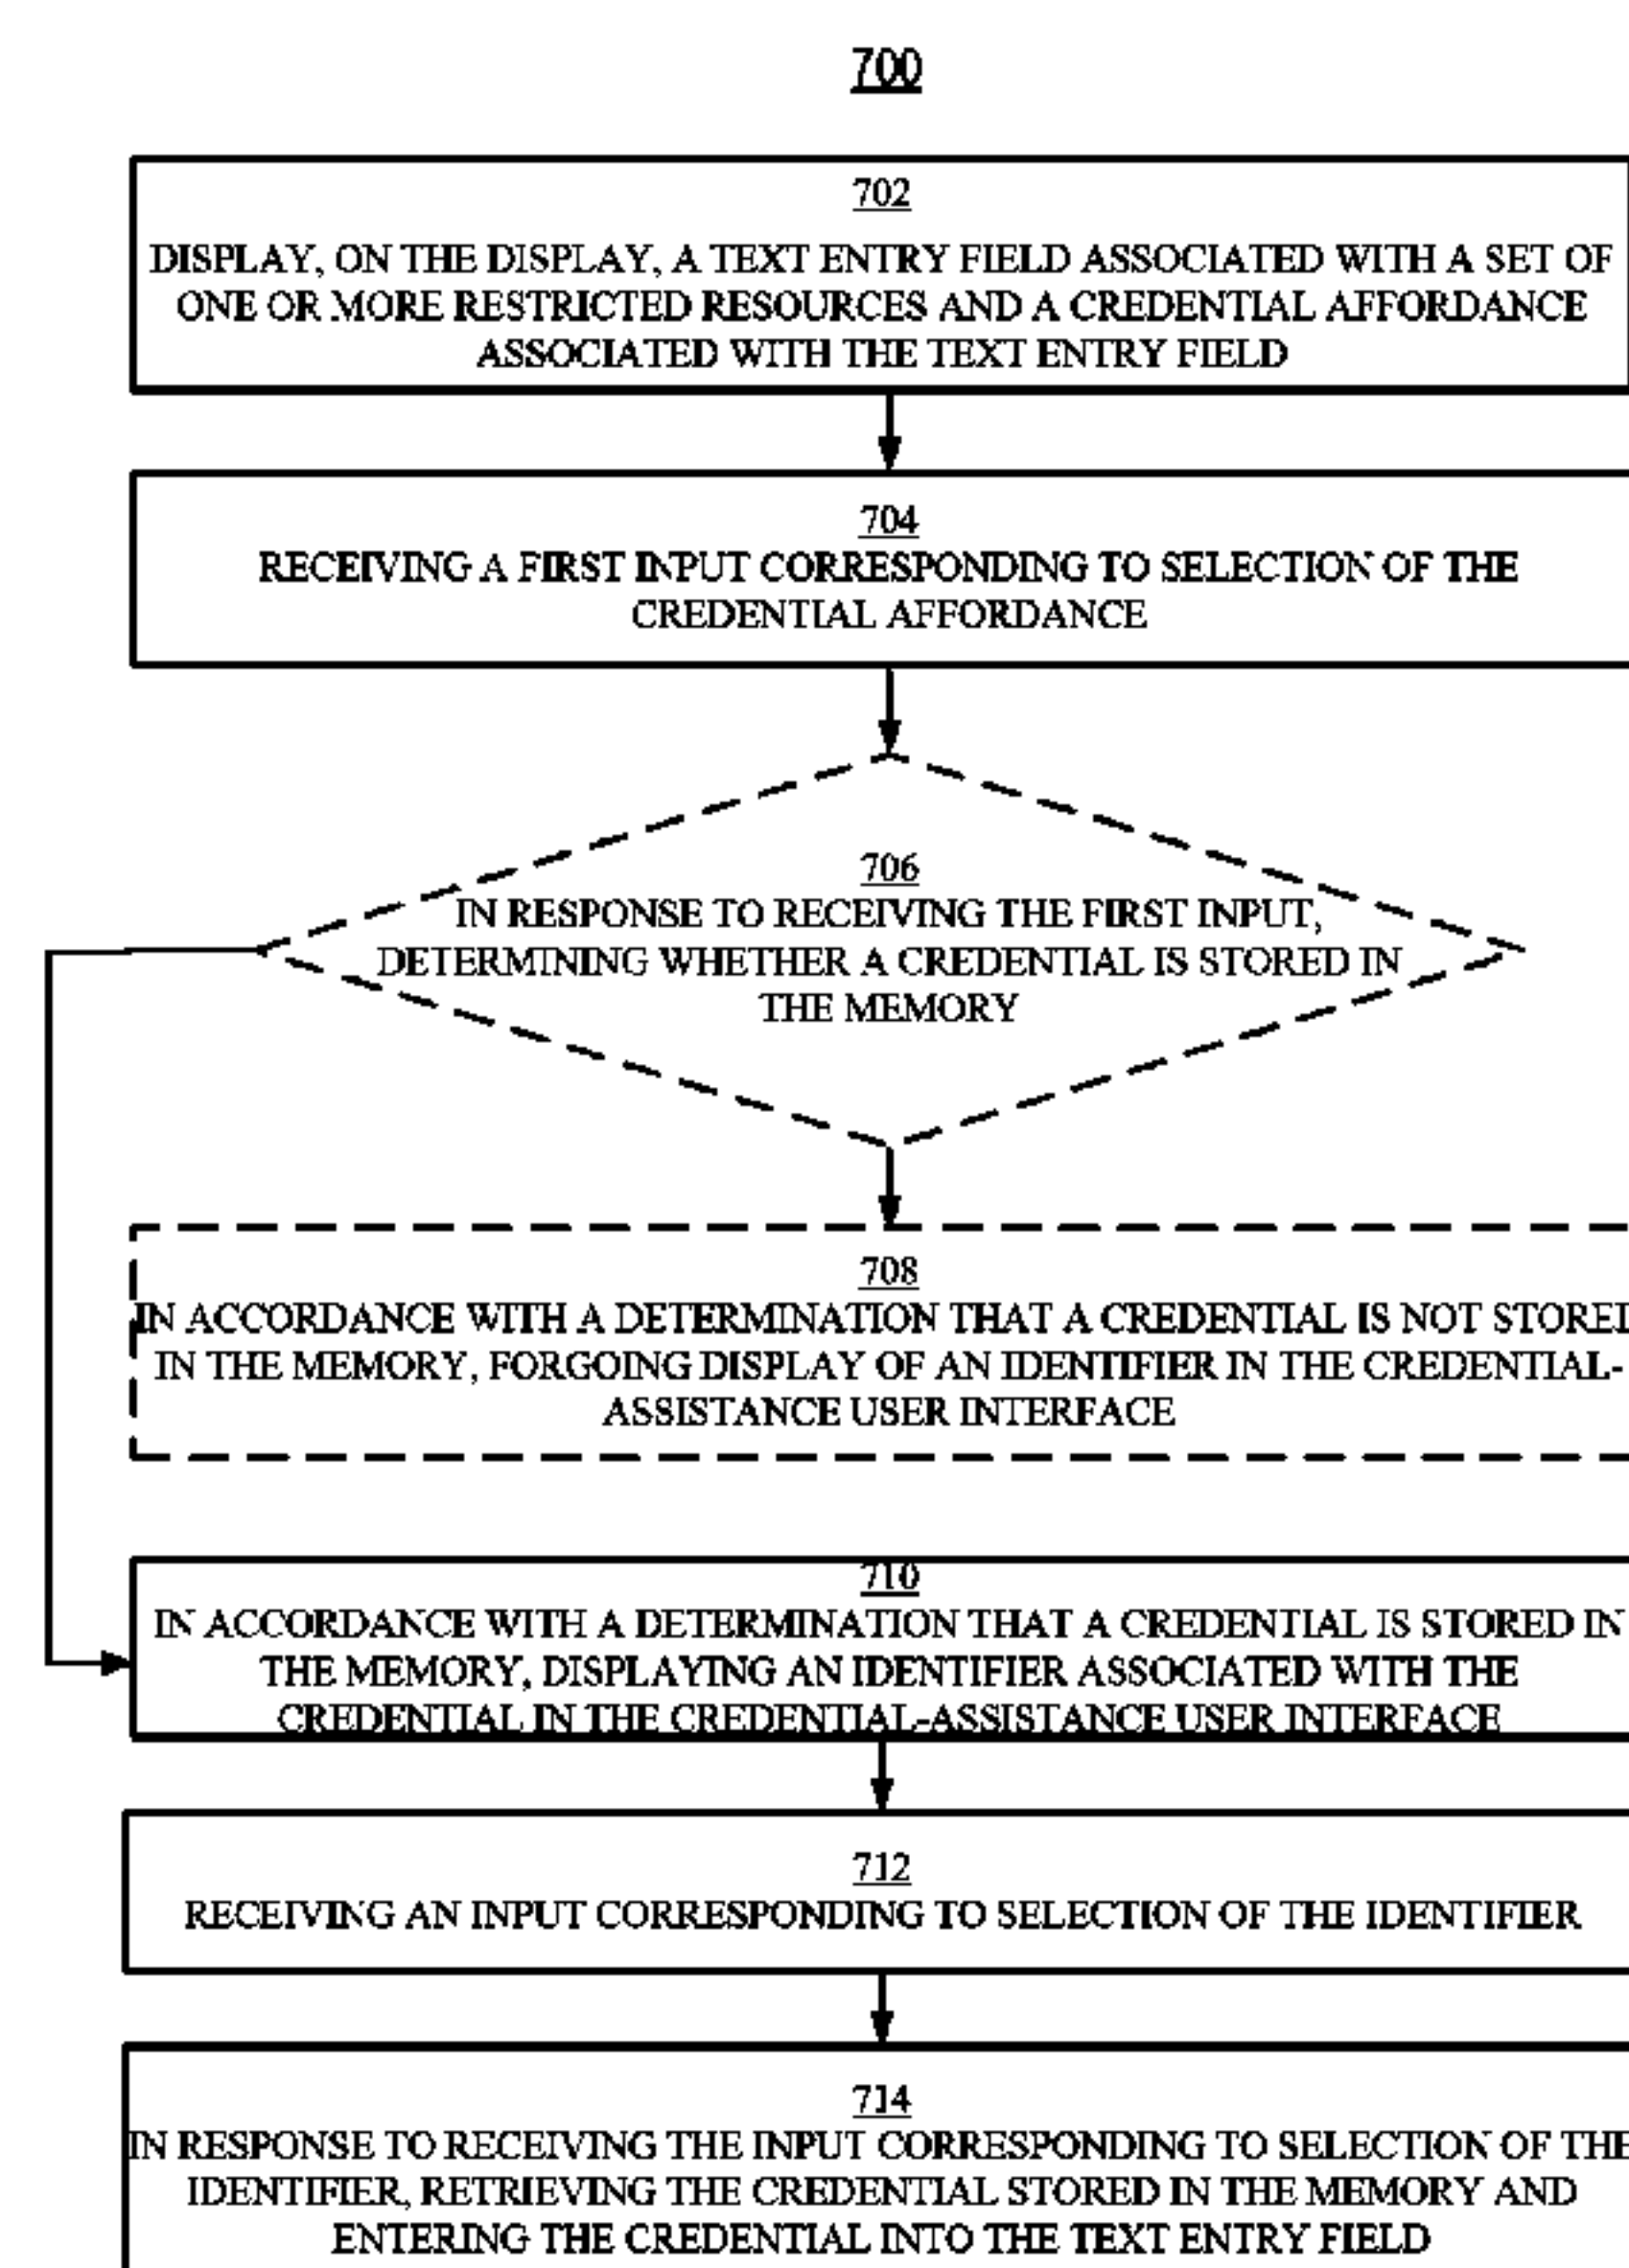 700
702
DISPLAY, ON THE DISPLAY, A TEXT ENTRY FIELD ASSOCIATED WITH A SET OF
ONE OR MORE RESTRICTED RESOURCES AND A CREDENTIAL AFFORDANCE
ASSOCIATED WITH THE TEXT ENTRY FIELD
704
RECEIVING A FIRST INPUT CORRESPONDING TO SELECTION OF THE
CREDENTIAL AFFORDANCE
706
IN RESPONSE TO RECEIVING THE FIRST INPUT,
DETERMINING WHETHER A CREDENTIAL IS STORED IN
THE MEMORY
708
IN ACCORDANCE WITH A DETERMINATION THAT A CREDENTIAL IS NOT STORED
IN THE MEMORY, FORGOING DISPLAY OF AN IDENTIFIER IN THE CREDENTIAL-
ASSISTANCE USER INTERFACE
710
IN ACCORDANCE WITH A DETERMINATION THAT A CREDENTIAL IS STORED IN
THE MEMORY, DISPLAYING AN IDENTIFIER ASSOCIATED WITH THE
CREDENTIAL IN THE CREDENTIAL-ASSISTANCE USER INTERFACE
712
RECEIVING AN INPUT CORRESPONDING TO SELECTION OF THE IDENTIFIER
714
IN RESPONSE TO RECEIVING THE INPUT CORRESPONDING TO SELECTION OF THE
IDENTIFIER, RETRIEVING THE CREDENTIAL STORED IN THE MEMORY AND
ENTERING THE CREDENTIAL INTO THE TEXT ENTRY FIELD